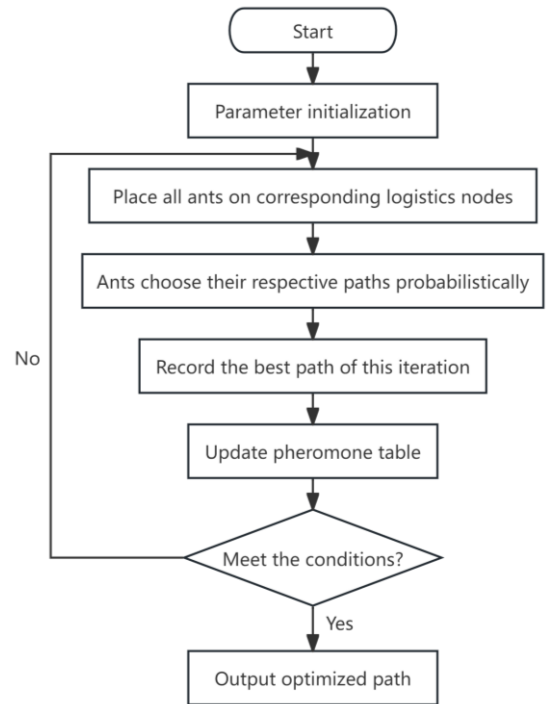 Start
Parameter initialization
Place all ants on corresponding logistics nodes
Ants choose their respective paths probabilistically
No
Record the best path of this iteration
Update pheromone table
Meet the conditions?
Yes
Output optimized path